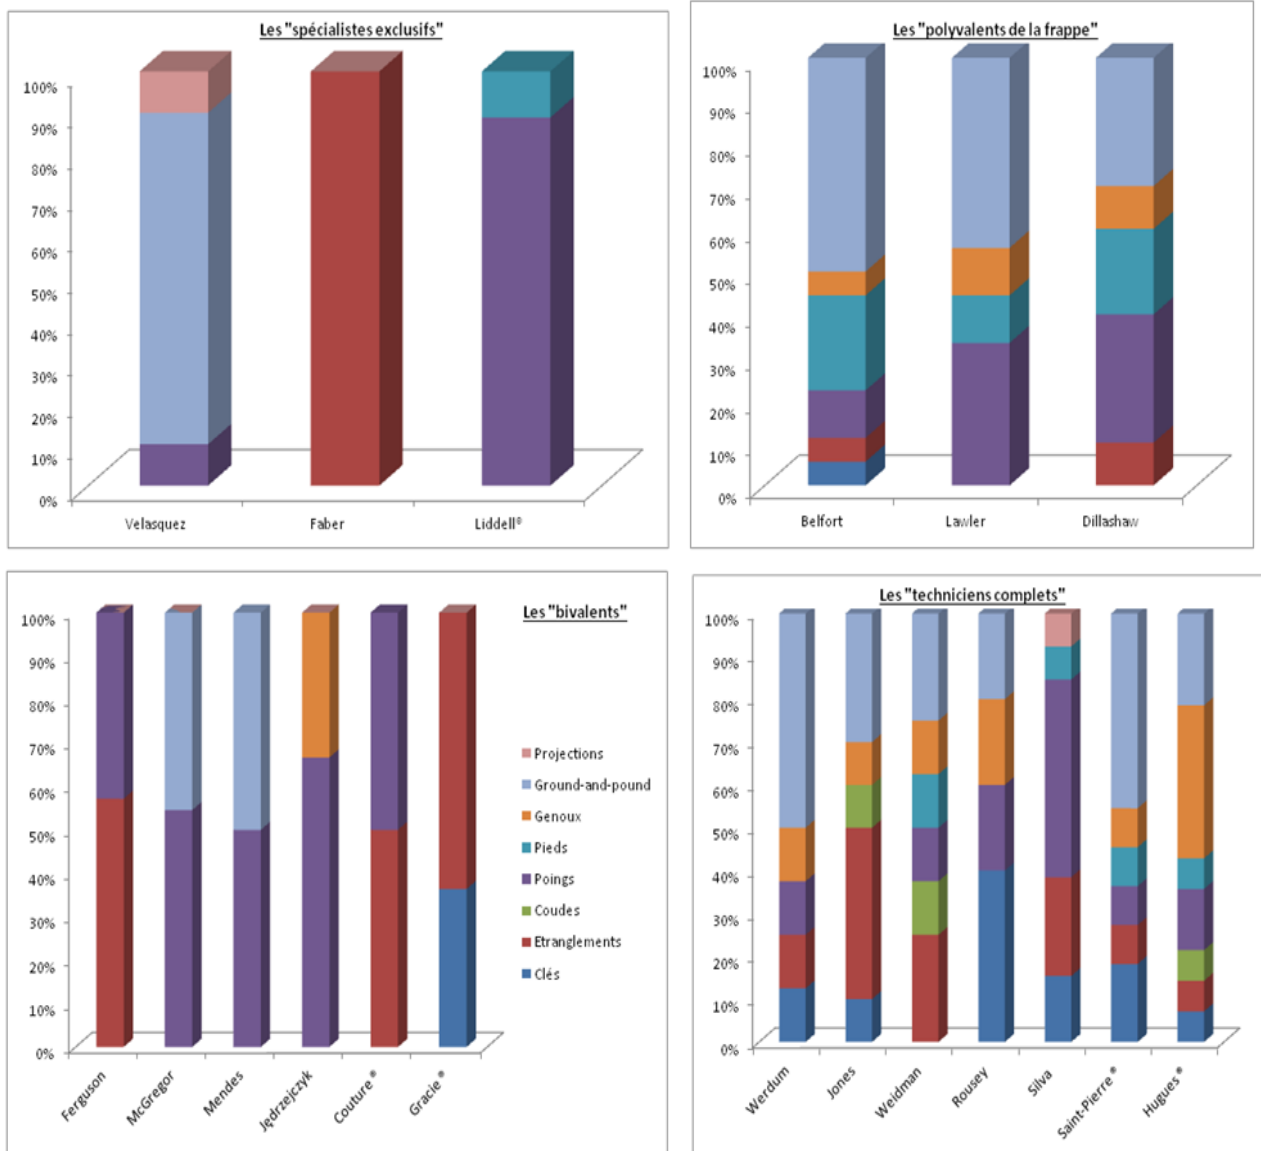 Les "spécialistes exclusifs"
100%
90%
80%
70%
60%
50%
40%
30%
20%
10%
0%
Velasquez
Faber
Liddell®
Les "polyvalents de la frappe"
100%
90%
80%
70%
60%
50%
40%
30%
20%
10%
0%
Belfort
Lawler
Dillashaw
Les "bivalents"
100%
90%
80%
70%
60%
50%
40%
30%
20%
10%
0%
Projections
Ground-and-pound
Genoux
Pieds
Poings
Coudes
Etranglements
Clés
Ferguson
McGregor
Mendes
Jędrzejczyk
Couture®
Gracie®
Les "techniciens complets"
100%
90%
80%
70%
60%
50%
40%
30%
20%
10%
0%
Werdum
Jones
Weidman
Rousey
Silva
Saint-Pierre®
Hugues®